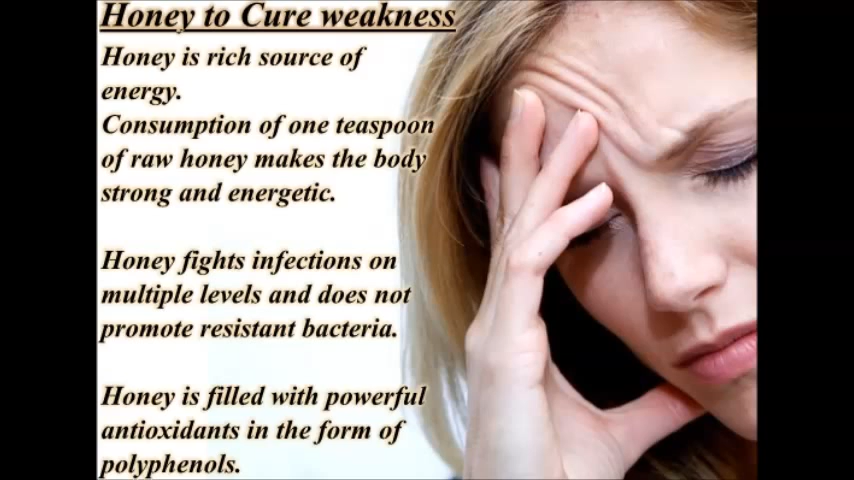 Honey to Cure weakness
Honey is rich source of
energy.
Consumption of one teaspoon
of raw honey makes the body
strong and energetic.
Honey fights infections on
multiple levels and does not
promote resistant bacteria.
Honey is filled with powerful
antioxidants in the form of
polyphenols.